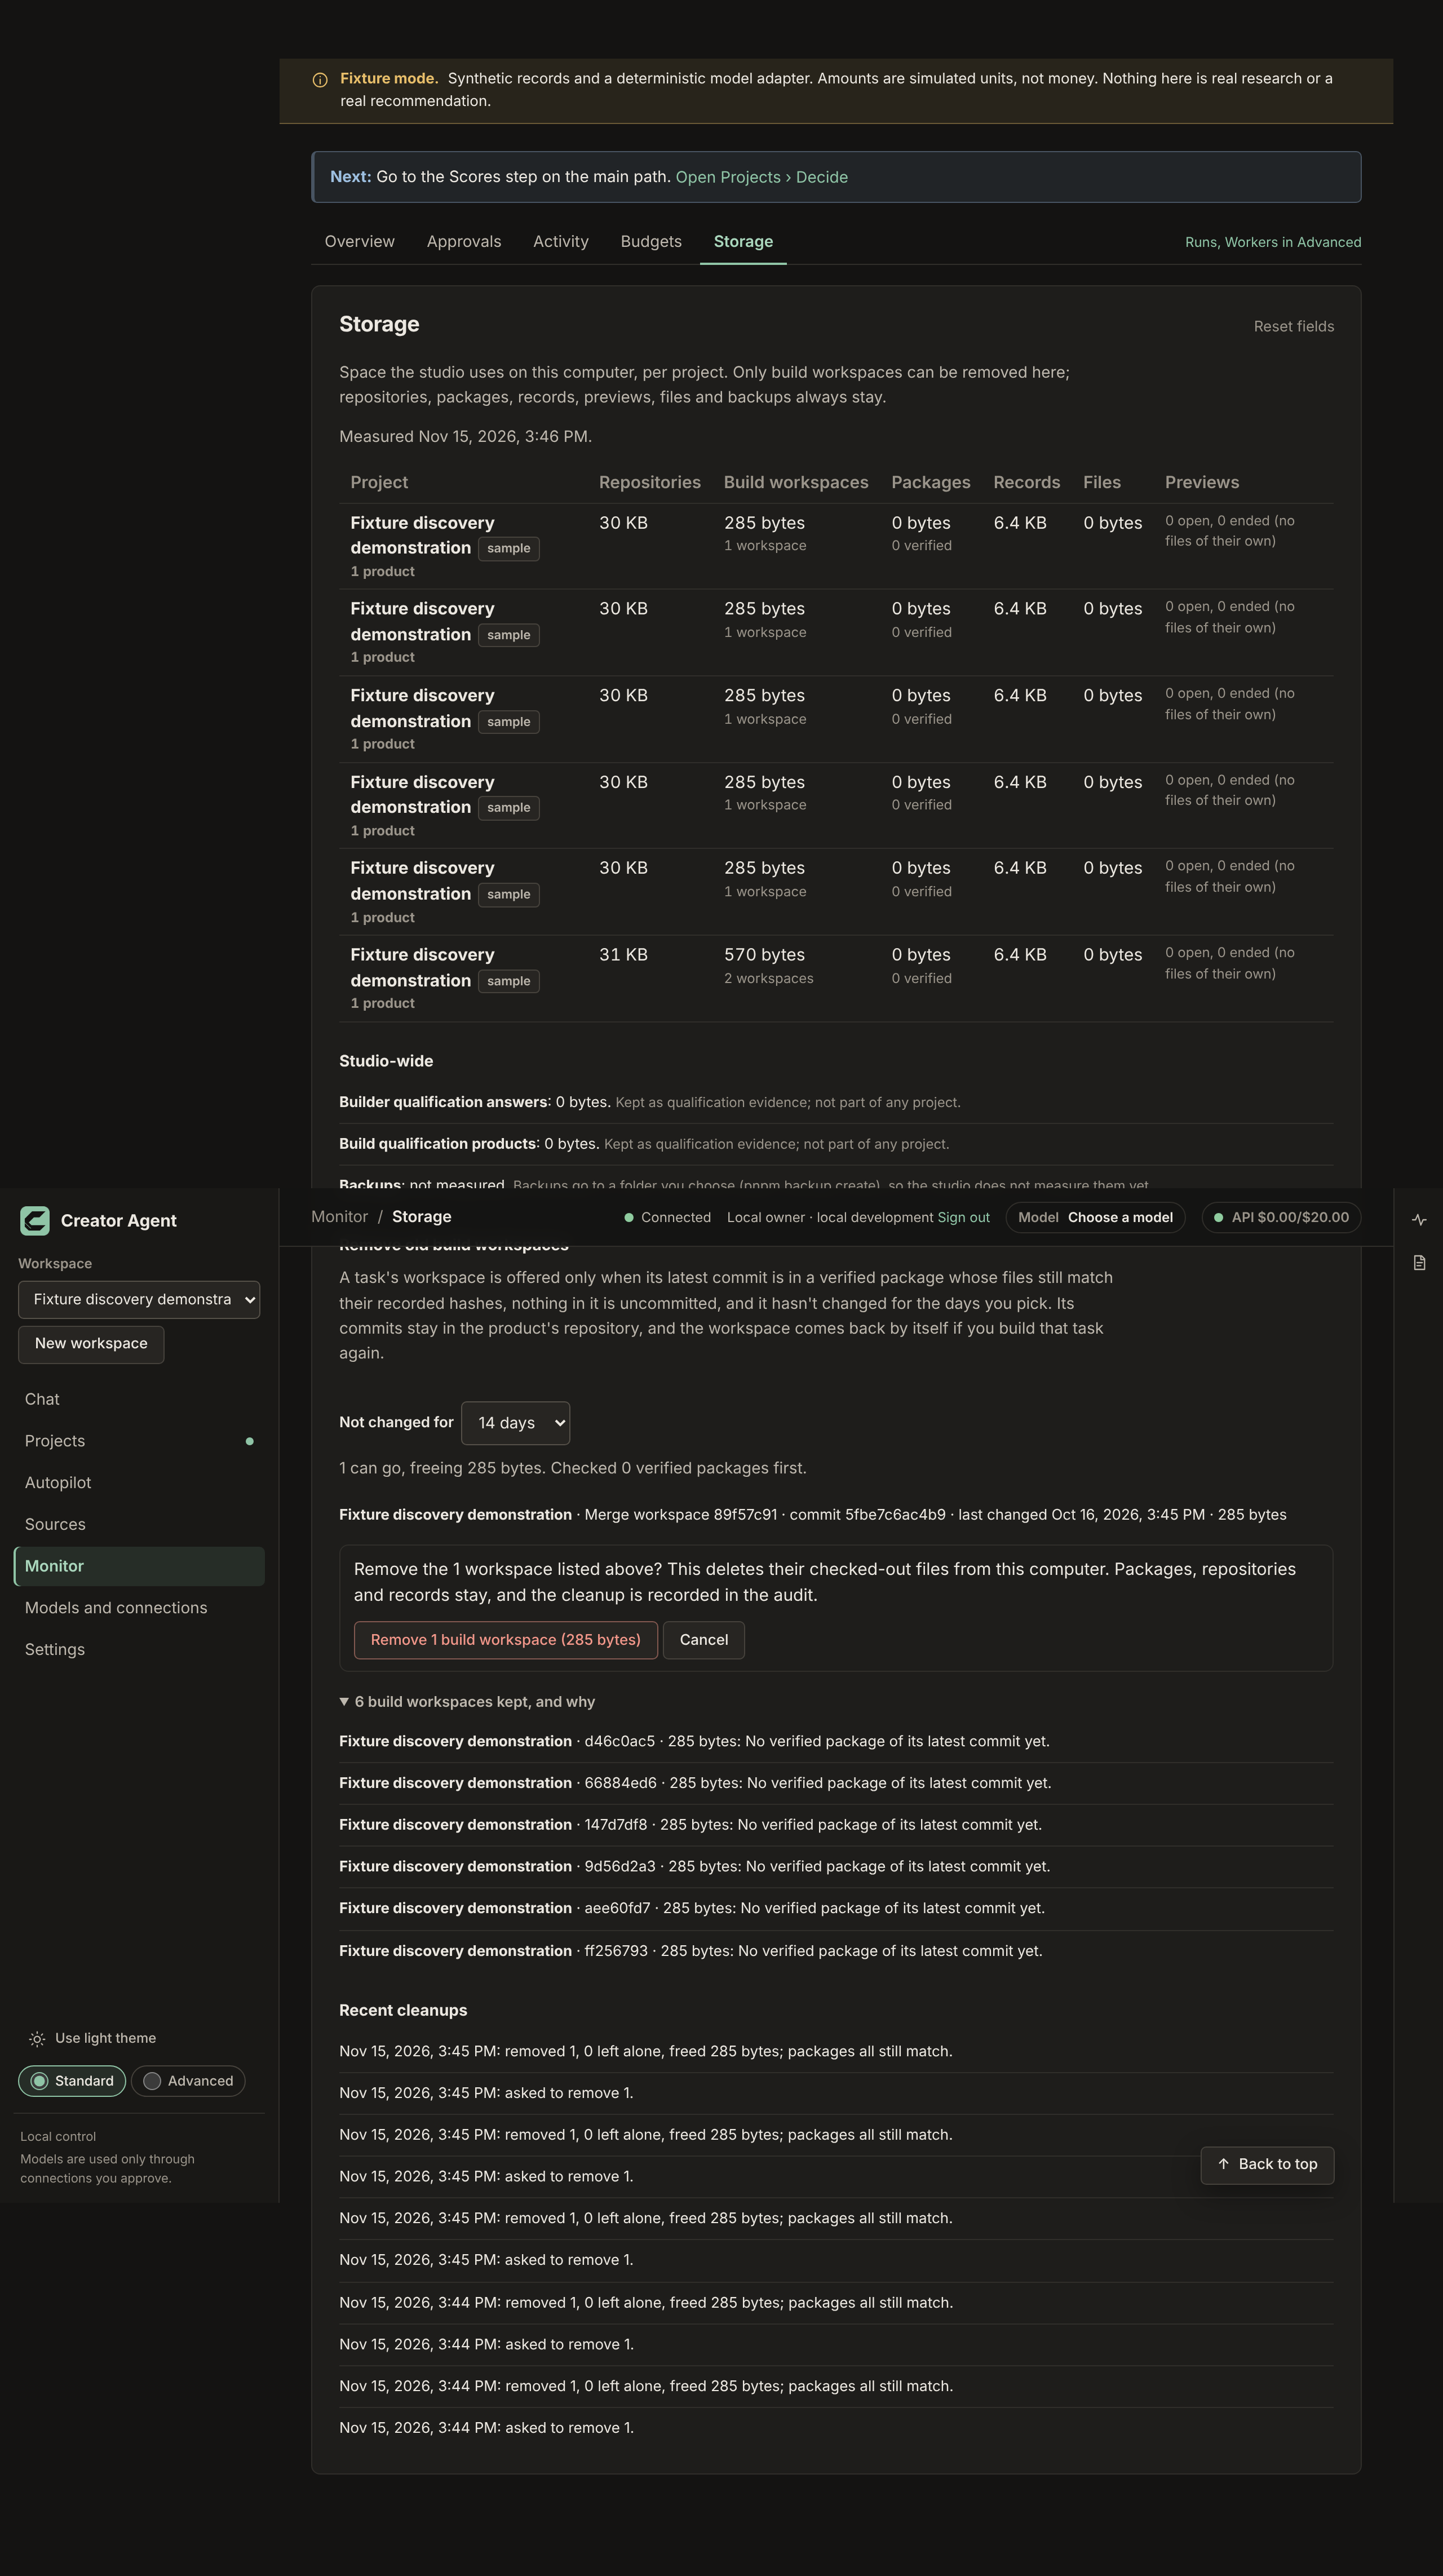 Fixture mode. Synthetic records and a deterministic model adapter. Amounts are simulated units, not money. Nothing here is real research or a
real recommendation.
Next: Go to the Scores step on the main path. Open Projects › Decide
Overview Approvals Activity Budgets Storage Runs, Workers in Advanced
Storage Reset fields
Space the studio uses on this computer, per project. Only build workspaces can be removed here;
repositories, packages, records, previews, files and backups always stay.
Measured Nov 15, 2026, 3:46 PM.
Project Repositories Build workspaces Packages Records Files Previews
Fixture discovery 30 KB 285 bytes 0 bytes 6.4 KB 0 bytes 0 open, 0 ended (no
demonstration sample 1 workspace 0 verified files of their own)
1 product
Fixture discovery 30 KB 285 bytes 0 bytes 6.4 KB 0 bytes 0 open, 0 ended (no
demonstration sample 1 workspace 0 verified files of their own)
1 product
Fixture discovery 30 KB 285 bytes 0 bytes 6.4 KB 0 bytes 0 open, 0 ended (no
demonstration sample 1 workspace 0 verified files of their own)
1 product
Fixture discovery 30 KB 285 bytes 0 bytes 6.4 KB 0 bytes 0 open, 0 ended (no
demonstration sample 1 workspace 0 verified files of their own)
1 product
Fixture discovery 30 KB 285 bytes 0 bytes 6.4 KB 0 bytes 0 open, 0 ended (no
demonstration sample 1 workspace 0 verified files of their own)
1 product
Fixture discovery 31 KB 570 bytes 0 bytes 6.4 KB 0 bytes 0 open, 0 ended (no
demonstration sample 2 workspaces 0 verified files of their own)
1 product
Studio-wide
Builder qualification answers: 0 bytes. Kept as qualification evidence; not part of any project.
Build qualification products: 0 bytes. Kept as qualification evidence; not part of any project.
Backups: not measured. Backups go to a folder you choose (pnpm backup create), so the studio does not measure them yet.
Creator Agent
Workspace
Fixture discovery demonstra
New workspace
Chat
Projects
Autopilot
Sources
Monitor
Models and connections
Settings
Use light theme
Standard Advanced
Local control
Models are used only through
connections you approve.
Monitor / Storage Connected Local owner · local development Sign out Model Choose a model API $0.00/$20.00
Remove old build workspaces
A task's workspace is offered only when its latest commit is in a verified package whose files still match
their recorded hashes, nothing in it is uncommitted, and it hasn't changed for the days you pick. Its
commits stay in the product's repository, and the workspace comes back by itself if you build that task
again.
Not changed for 14 days
1 can go, freeing 285 bytes. Checked 0 verified packages first.
Fixture discovery demonstration · Merge workspace 89f57c91 · commit 5fbe7c6ac4b9 · last changed Oct 16, 2026, 3:45 PM · 285 bytes
Remove the 1 workspace listed above? This deletes their checked-out files from this computer. Packages, repositories
and records stay, and the cleanup is recorded in the audit.
Remove 1 build workspace (285 bytes) Cancel
▼ 6 build workspaces kept, and why
Fixture discovery demonstration · d46c0ac5 · 285 bytes: No verified package of its latest commit yet.
Fixture discovery demonstration · 66884ed6 · 285 bytes: No verified package of its latest commit yet.
Fixture discovery demonstration · 147d7df8 · 285 bytes: No verified package of its latest commit yet.
Fixture discovery demonstration · 9d56d2a3 · 285 bytes: No verified package of its latest commit yet.
Fixture discovery demonstration · aee60fd7 · 285 bytes: No verified package of its latest commit yet.
Fixture discovery demonstration · ff256793 · 285 bytes: No verified package of its latest commit yet.
Recent cleanups
Nov 15, 2026, 3:45 PM: removed 1, 0 left alone, freed 285 bytes; packages all still match.
Nov 15, 2026, 3:45 PM: asked to remove 1.
Nov 15, 2026, 3:45 PM: removed 1, 0 left alone, freed 285 bytes; packages all still match.
Nov 15, 2026, 3:45 PM: asked to remove 1.
Nov 15, 2026, 3:45 PM: removed 1, 0 left alone, freed 285 bytes; packages all still match.
Nov 15, 2026, 3:45 PM: asked to remove 1.
Nov 15, 2026, 3:44 PM: removed 1, 0 left alone, freed 285 bytes; packages all still match.
Nov 15, 2026, 3:44 PM: asked to remove 1.
Nov 15, 2026, 3:44 PM: removed 1, 0 left alone, freed 285 bytes; packages all still match.
Nov 15, 2026, 3:44 PM: asked to remove 1.
↑ Back to top